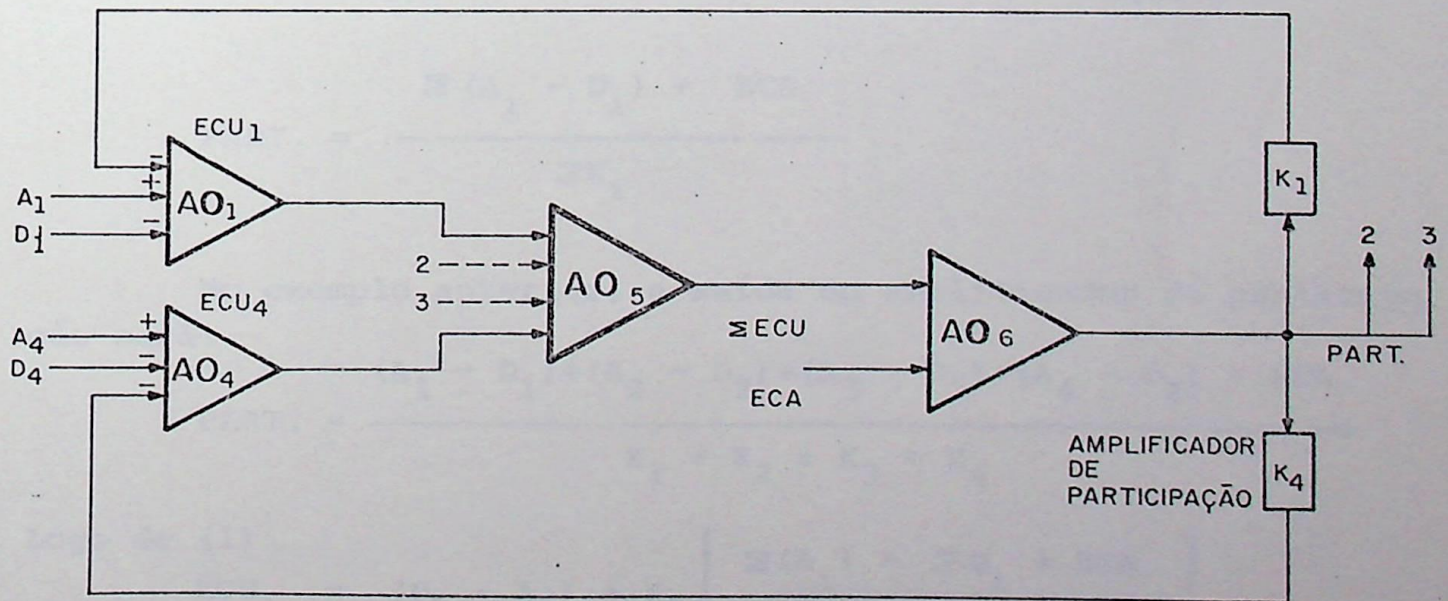 ECU1
A1
D1
- + -
AO1
K1
2
3
2
3
AO5
ECU4
A4
D4
+ - -
AO4
ΣECU
AO6
PART.
ECA
AMPLIFICADOR
DE
PARTICIPAÇÃO
K4